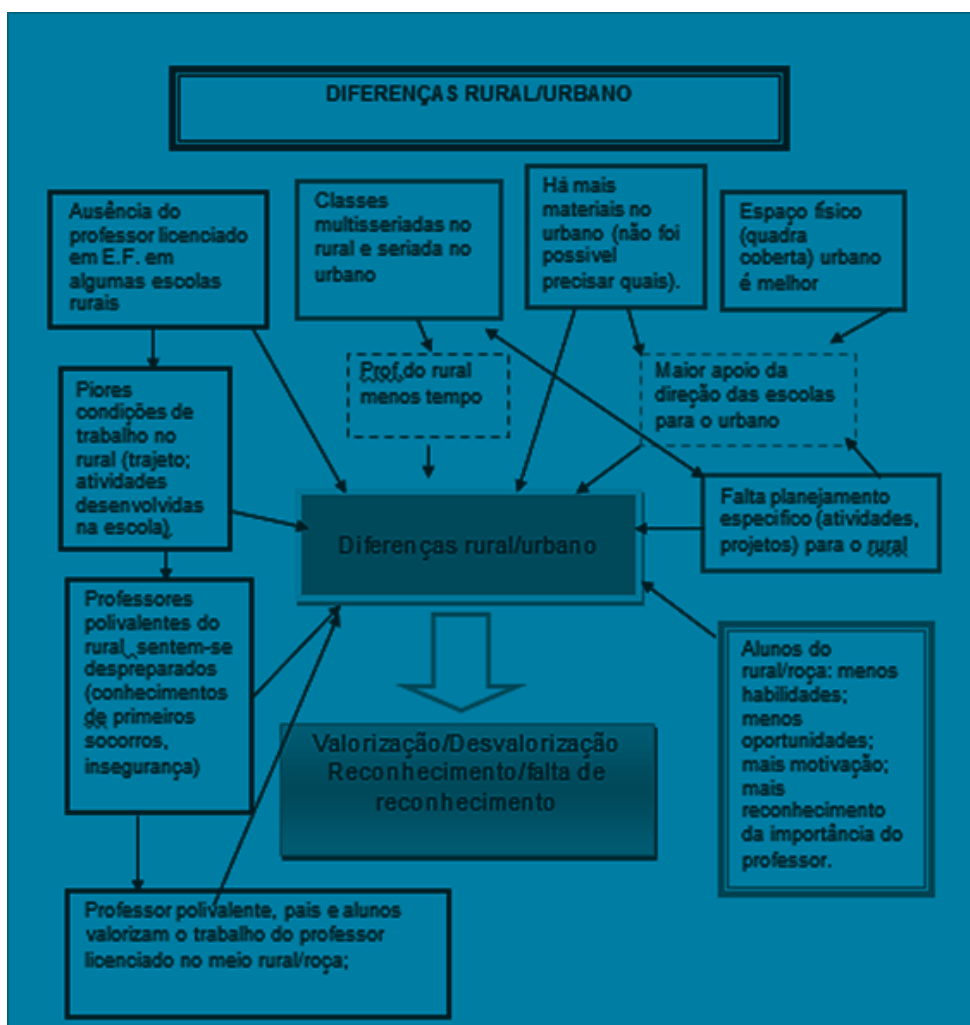 DIFERENÇAS RURAL/URBANO
Ausência do
professor licenciado
em E.F. em
algumas escolas
rurais
Classes
multisseriadas no
rural e seriada no
urbano
Há mais
materiais no
urbano (não foi
possivel
precisar quais).
Espaço físico
(quadra
coberta) urbano
é melhor
Piores
condições de
trabalho no
rural (trajeto;
atividades
desenvolvidas
na escola).
Prof.do rural
menos tempo
Maior apoio da
direção das escolas
para o urbano
Diferenças rural/urbano
Falta planejamento
especifico (atividades,
projetos) para o rural
Professores
polivalentes do
rural sentem-se
despreparados
(conhecimentos
de primeiros
socorros,
insegurança)
Valorização/Desvalorização
Reconhecimento/falta de
reconhecimento
Alunos do
rural/roça: menos
habilidades;
menos
oportunidades;
mais motivação;
mais
reconhecimento
da importância do
professor.
Professor polivalente, pais e alunos
valorizam o trabalho do professor
licenciado no meio rural/roça;